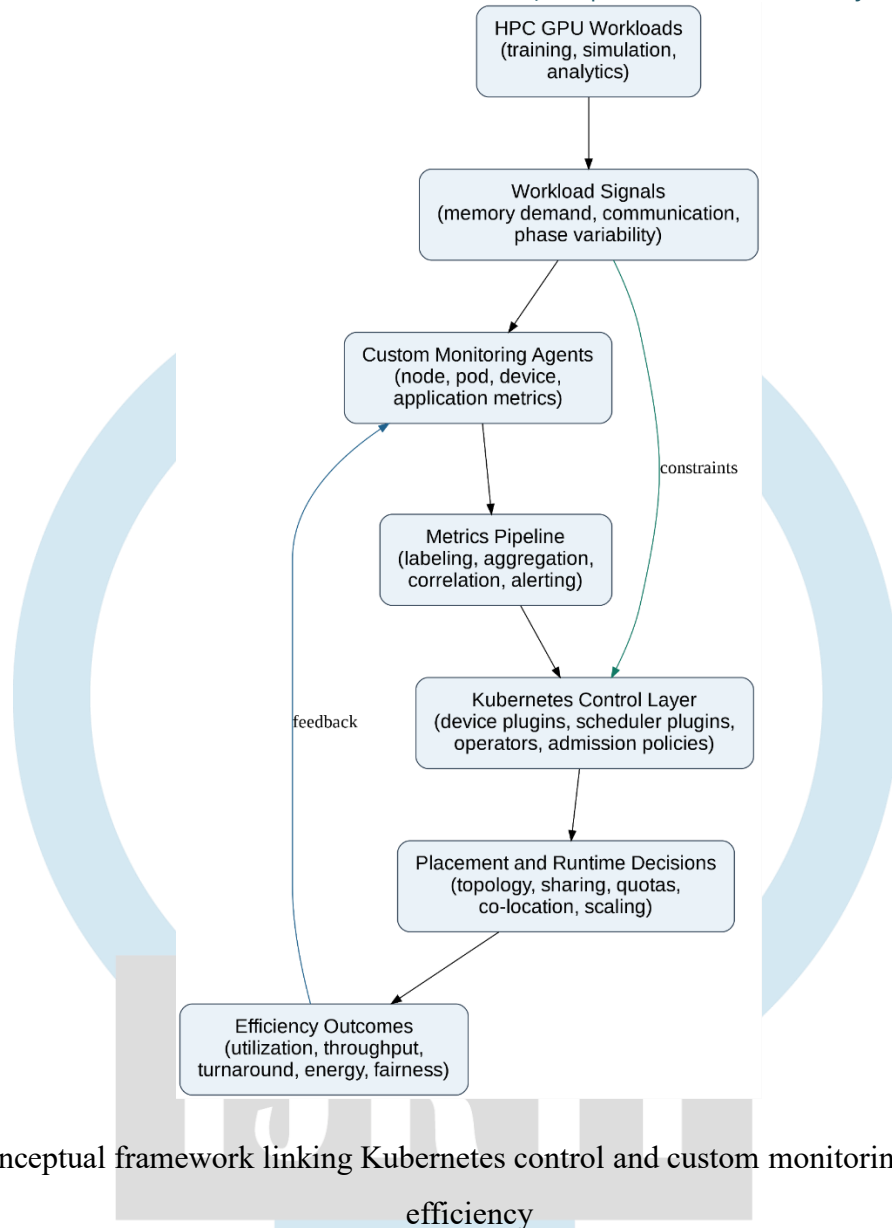 HPC GPU Workloads
(training, simulation,
analytics)
Workload Signals
(memory demand, communication,
phase variability)
Custom Monitoring Agents
(node, pod, device,
application metrics)
constraints
Metrics Pipeline
(labeling, aggregation,
correlation, alerting)
Kubernetes Control Layer
(device plugins, scheduler plugins,
operators, admission policies)
feedback
Placement and Runtime Decisions
(topology, sharing, quotas,
co-location, scaling)
Efficiency Outcomes
(utilization, throughput,
turnaround, energy, fairness)
framework linking Kubernetes control and custom
efficiency